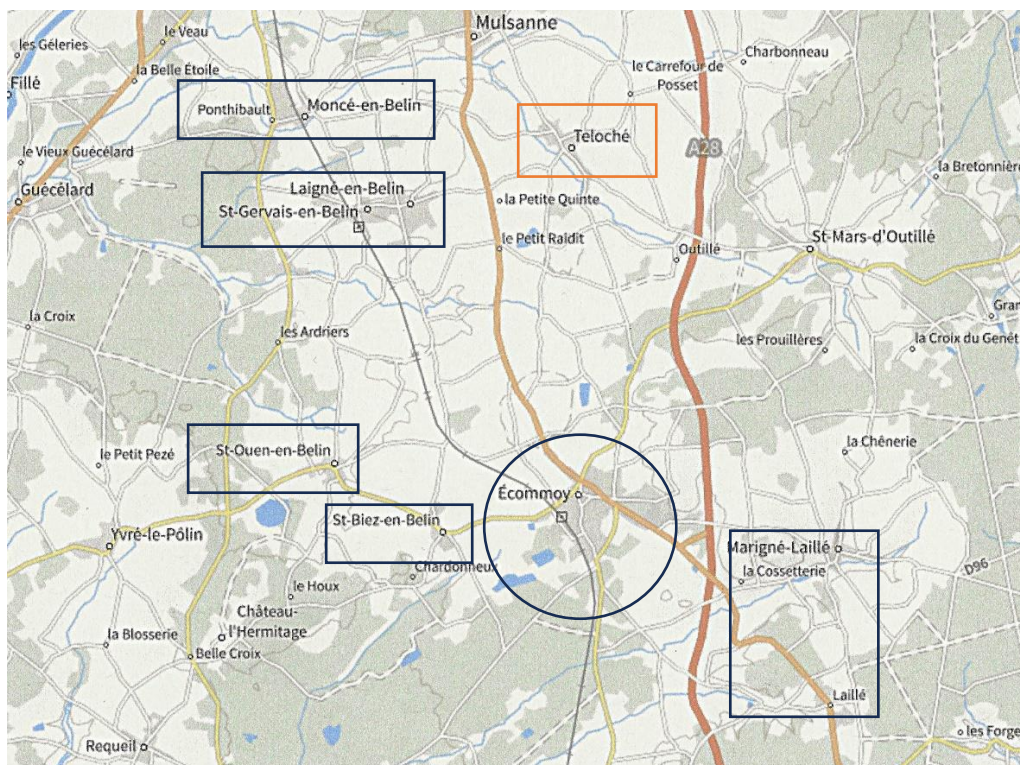 Mulsanne
les Géleries
le Veau
Charbonneau
la Belle Étoile
le Carrefour de
Posset
Fillé
Ponthibault
Moncé-en-Belin
Teloché
A28
le Vieux Guécélard
la Bretonnière
Guécélard
Laigné-en-Belin
St-Gervais-en-Belin
la Petite Quinte
le Petit Raidit
Outillé
St-Mars-d'Outillé
la Croix
Gran
les Ardriers
les Prouillères
la Croix du Genêt
le Petit Pezé
St-Ouen-en-Belin
la Chênerie
Écommoy
St-Biez-en-Belin
Yvré-le-Pôlin
Marigné-Laillé
Chardonneux
la Cossetterie
D96
le Houx
Château-
l'Hermitage
la Blosserie
Belle Croix
Laillé
Requeil
les Forge